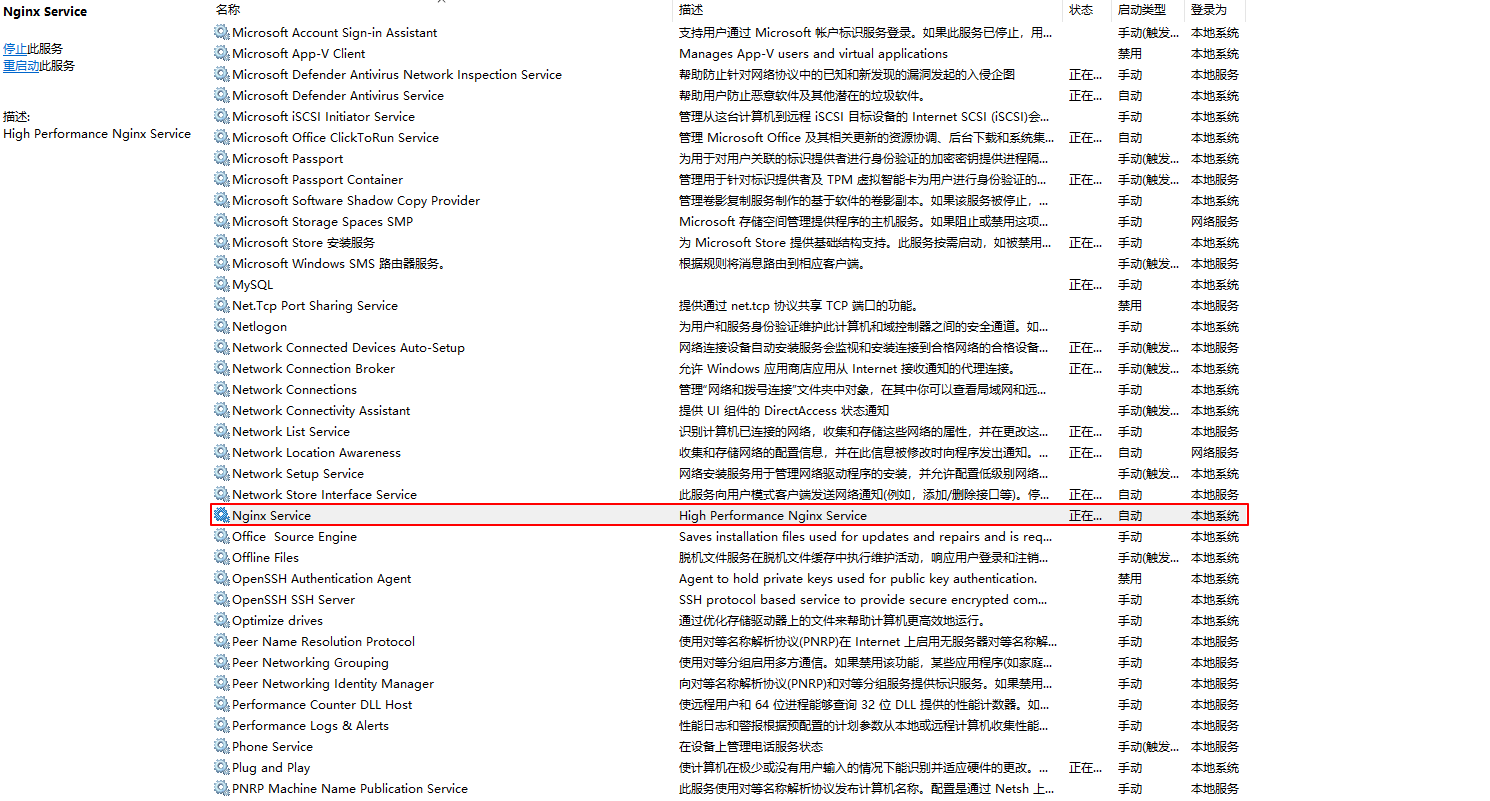 Nginx Service
停止此服务
重启动此服务
描述:
High Performance Nginx Service
名称 描述 状态 启动类型 登录为
Microsoft Account Sign-in Assistant 支持用户通过 Microsoft 帐户标识服务登录。如果此服务已停止，用... 手动(触发... 本地系统
Microsoft App-V Client Manages App-V users and virtual applications 禁用 本地系统
Microsoft Defender Antivirus Network Inspection Service 帮助防止针对网络协议中的已知和新发现的漏洞发起的入侵企图 正在... 手动 本地服务
Microsoft Defender Antivirus Service 帮助用户防止恶意软件及其他潜在的垃圾软件。 正在... 自动 本地系统
Microsoft iSCSI Initiator Service 管理从这台计算机到远程 iSCSI 目标设备的 Internet SCSI (iSCSI)会... 手动 本地系统
Microsoft Office ClickToRun Service 管理 Microsoft Office 及其相关更新的资源协调、后台下载和系统集... 正在... 自动 本地系统
Microsoft Passport 为用于对用户关联的标识提供者进行身份验证的加密密钥提供进程隔... 手动(触发... 本地系统
Microsoft Passport Container 管理用于针对标识提供者及 TPM 虚拟智能卡为用户进行身份验证的... 正在... 手动(触发... 本地服务
Microsoft Software Shadow Copy Provider 管理卷影复制服务制作的基于软件的卷影副本。如果该服务被停止，... 手动 本地系统
Microsoft Storage Spaces SMP Microsoft 存储空间管理提供程序的主机服务。如果阻止或禁用这项... 手动 网络服务
Microsoft Store 安装服务 为 Microsoft Store 提供基础结构支持。此服务按需启动，如被禁用... 正在... 手动 本地系统
Microsoft Windows SMS 路由器服务。 根据规则将消息路由到相应客户端。 手动(触发... 本地服务
MySQL 正在... 手动 本地系统
Net.Tcp Port Sharing Service 提供通过 net.tcp 协议共享 TCP 端口的功能。 禁用 本地服务
Netlogon 为用户和服务身份验证维护此计算机和域控制器之间的安全通道。如... 手动 本地系统
Network Connected Devices Auto-Setup 网络连接设备自动安装服务会监视和安装连接到合格网络的合格设备... 正在... 手动(触发... 本地服务
Network Connection Broker 允许 Windows 应用商店应用从 Internet 接收通知的代理连接。 正在... 手动(触发... 本地系统
Network Connections 管理“网络和拨号连接”文件夹中对象，在其中你可以查看局域网和远... 手动 本地系统
Network Connectivity Assistant 提供 UI 组件的 DirectAccess 状态通知 手动(触发... 本地系统
Network List Service 识别计算机已连接的网络，收集和存储这些网络的属性，并在更改这... 正在... 手动 本地服务
Network Location Awareness 收集和存储网络的配置信息，并在此信息被修改时向程序发出通知。... 正在... 自动 网络服务
Network Setup Service 网络安装服务用于管理网络驱动程序的安装，并允许配置低级别网络... 手动(触发... 本地系统
Network Store Interface Service 此服务向用户模式客户端发送网络通知(例如，添加/删除接口等)。停... 正在... 自动 本地服务
Nginx Service High Performance Nginx Service 正在... 自动 本地系统
Office  Source Engine Saves installation files used for updates and repairs and is req... 手动 本地系统
Offline Files 脱机文件服务在脱机文件缓存中执行维护活动，响应用户登录和注销... 手动(触发... 本地系统
OpenSSH Authentication Agent Agent to hold private keys used for public key authentication. 禁用 本地系统
OpenSSH SSH Server SSH protocol based service to provide secure encrypted com... 手动 本地系统
Optimize drives 通过优化存储驱动器上的文件来帮助计算机更高效地运行。 手动 本地系统
Peer Name Resolution Protocol 使用对等名称解析协议(PNRP)在 Internet 上启用无服务器对等名称解... 手动 本地服务
Peer Networking Grouping 使用对等分组启用多方通信。如果禁用该功能，某些应用程序(如家庭... 手动 本地服务
Peer Networking Identity Manager 向对等名称解析协议(PNRP)和对等分组服务提供标识服务。如果禁用... 手动 本地服务
Performance Counter DLL Host 使远程用户和 64 位进程能够查询 32 位 DLL 提供的性能计数器。如... 手动 本地服务
Performance Logs & Alerts 性能日志和警报根据预配置的计划参数从本地或远程计算机收集性能... 手动 本地服务
Phone Service 在设备上管理电话服务状态 手动(触发... 本地服务
Plug and Play 使计算机在极少或没有用户输入的情况下能识别并适应硬件的更改。... 正在... 手动 本地系统
PNRP Machine Name Publication Service 此服务使用对等名称解析协议发布计算机名称。配置是通过 Netsh 上... 手动 本地服务